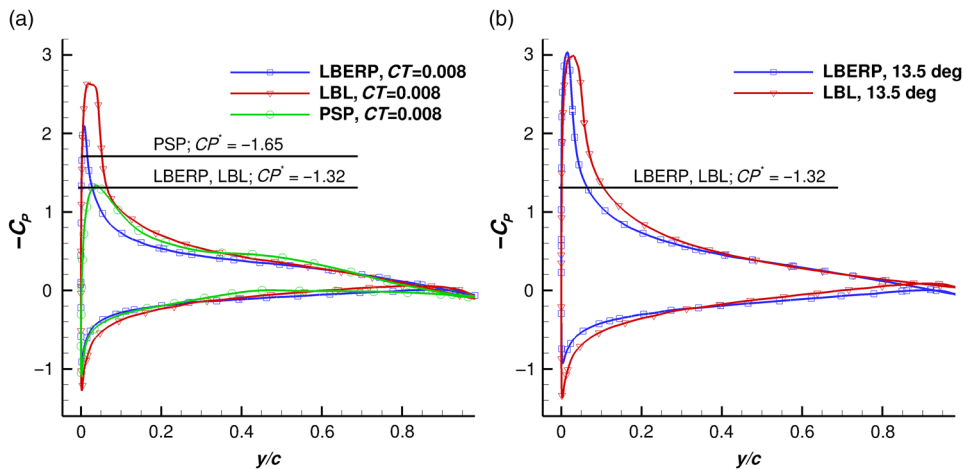 (a)
3
2
1
0
−1
−C_P
LBERP, CT=0.008
LBL, CT=0.008
PSP, CT=0.008
PSP; CP* = −1.65
LBERP, LBL; CP* = −1.32
0 0.2 0.4 0.6 0.8
y/c
(b)
3
2
1
0
−1
−C_P
LBERP, 13.5 deg
LBL, 13.5 deg
LBERP, LBL; CP* = −1.32
0 0.2 0.4 0.6 0.8
y/c